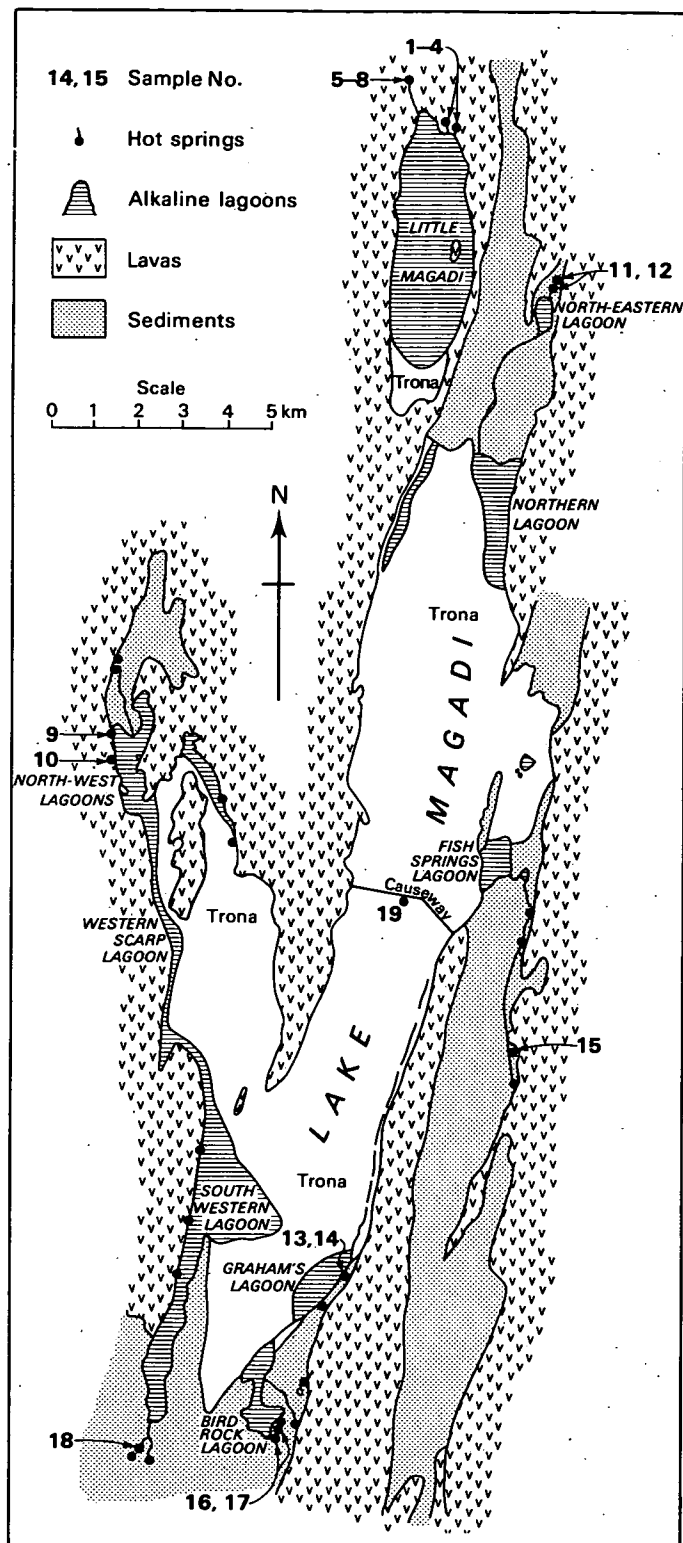 14, 15 Sample No.
Hot springs
Alkaline lagoons
Lavas
Sediments
Scale
0 1 2 3 4 5 km
N
1–4
5–8
LITTLE
MAGADI
Trona
11, 12
NORTH-EASTERN
LAGOON
NORTHERN
LAGOON
Trona
MAGADI
9
10
NORTH-WEST
LAGOONS
FISH
SPRINGS
LAGOON
Causeway
19
WESTERN
SCARP
LAGOON
Trona
15
LAKE
Trona
SOUTH
WESTERN
LAGOON
13, 14
GRAHAM'S
LAGOON
BIRD
ROCK
LAGOON
18
16, 17